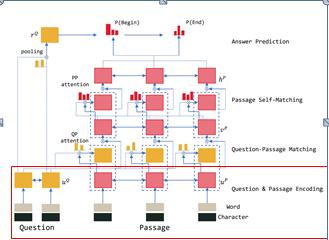 P(Begin) P(End)
r^Q
Answer Prediction
pooling
PP
attention
h^P
Passage Self-Matching
v^P
QP
attention
Question-Passage Matching
u^Q
u^P
Question & Passage Encoding
Word
Character
Question
Passage